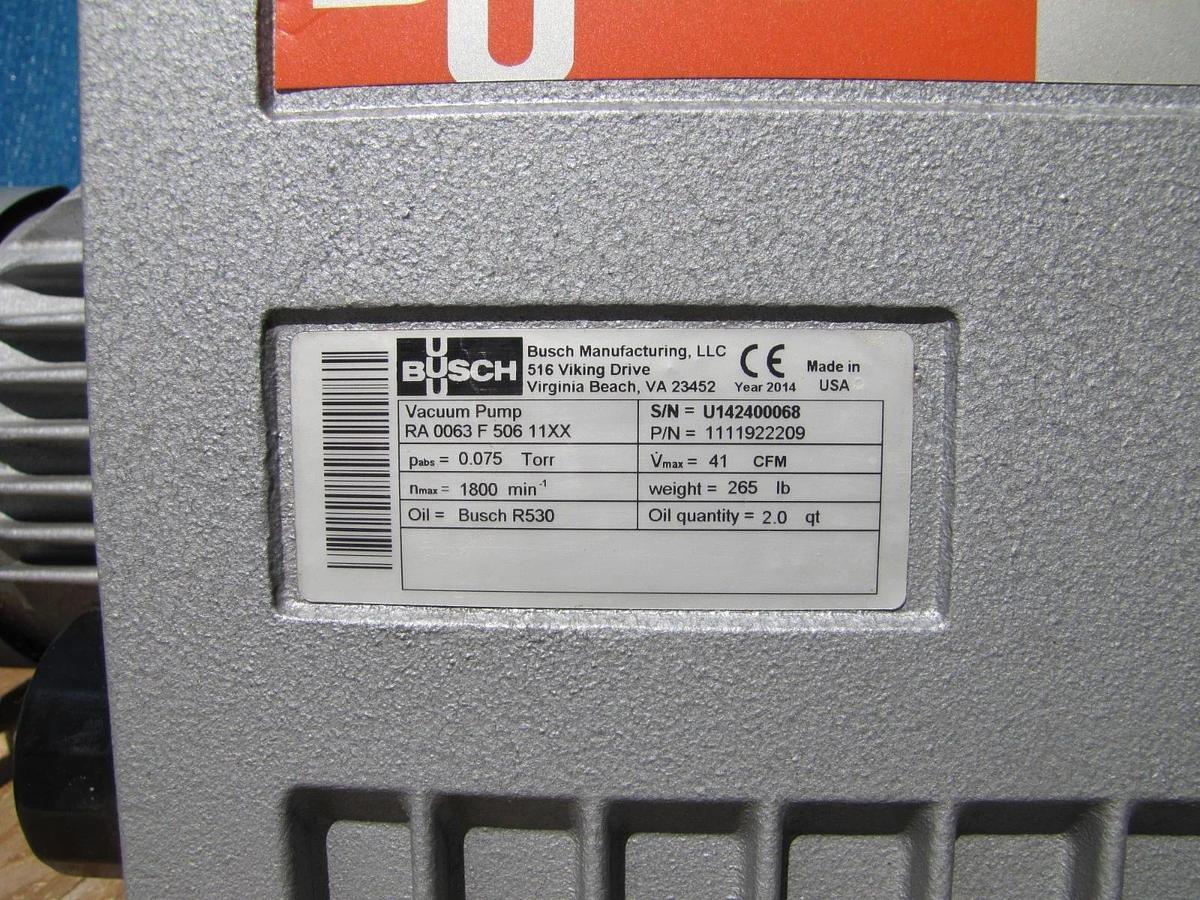 BUSCH
Busch Manufacturing, LLC
516 Viking Drive
Virginia Beach, VA 23452
CE
Year 2014
Made in
USA
Vacuum Pump
RA 0063 F 506 11XX
S/N = U142400068
P/N = 1111922209
pabs = 0.075 Torr
V̇max = 41 CFM
nmax = 1800 min⁻¹
weight = 265 lb
Oil = Busch R530
Oil quantity = 2.0 qt